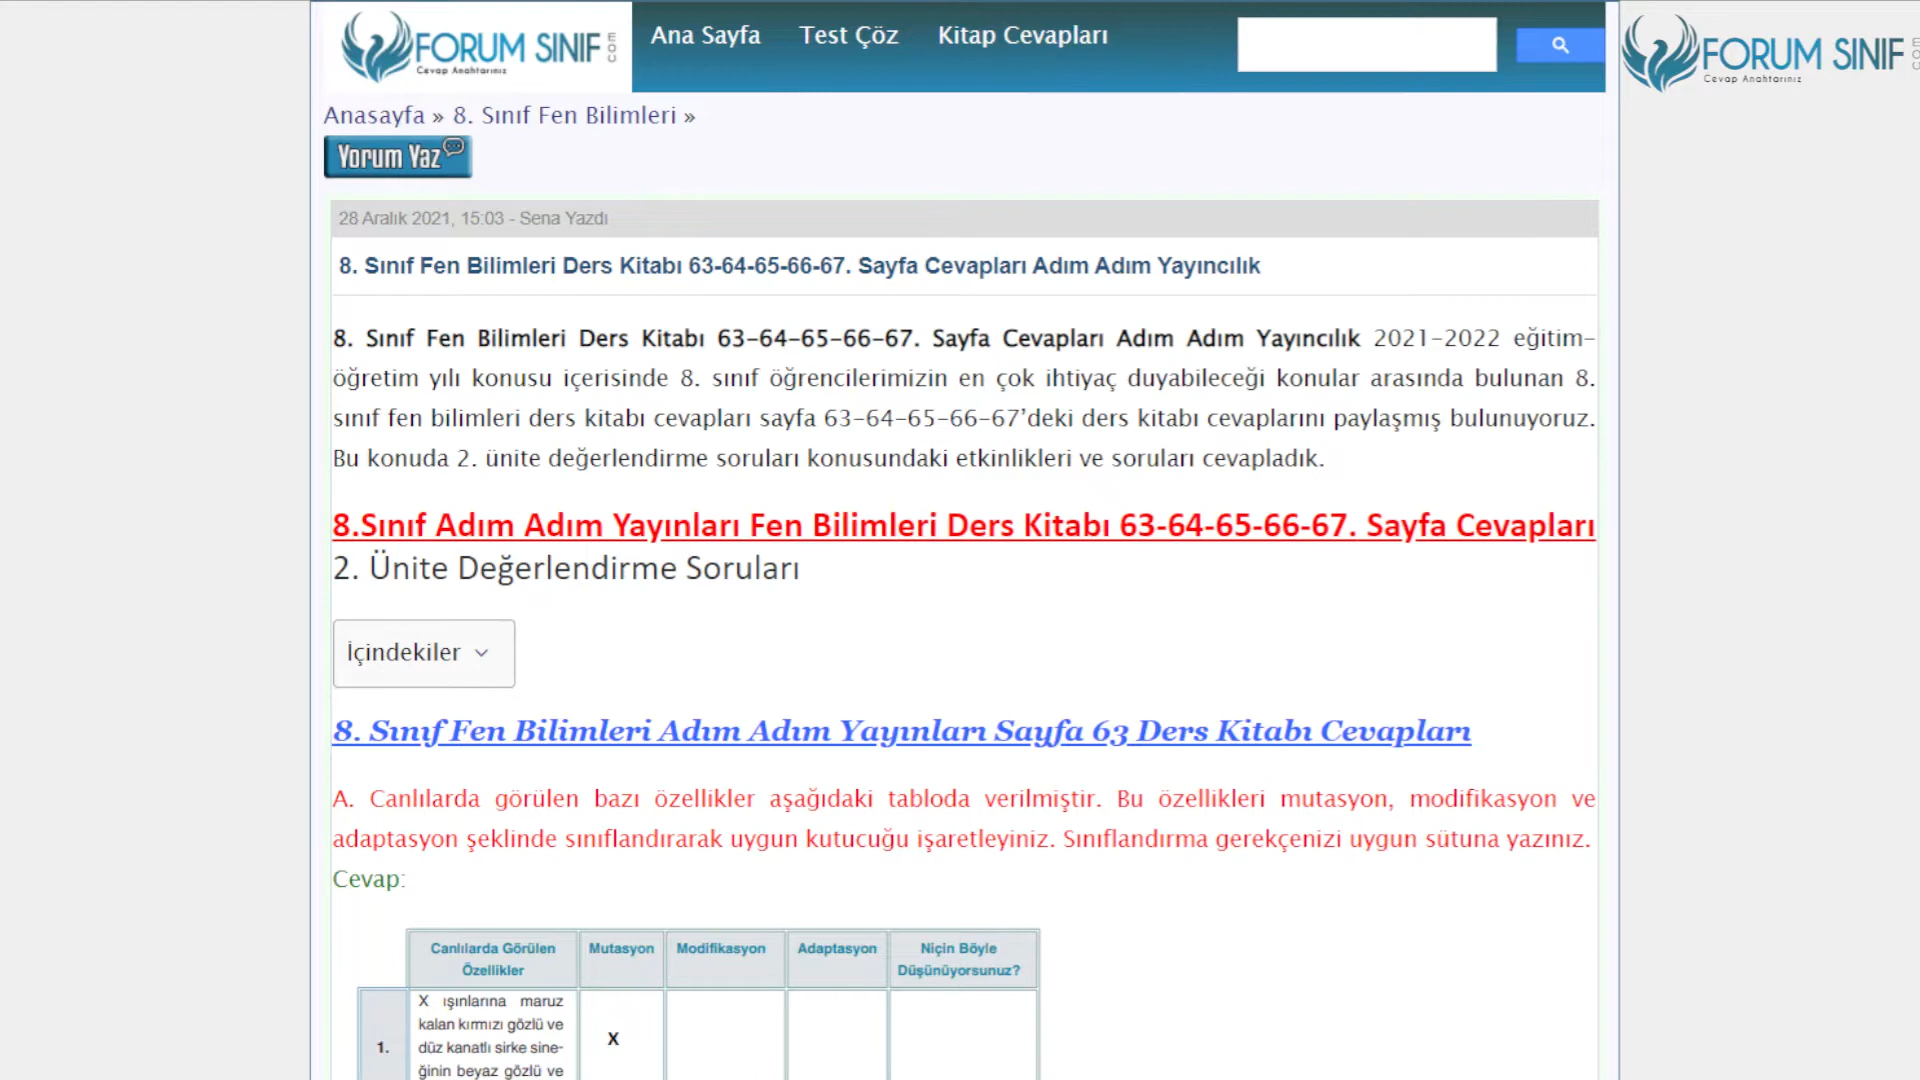 FORUM SINIF .COM
Cevap Anahtarınız
Ana Sayfa
Test Çöz
Kitap Cevapları
FORUM SINIF .COM
Cevap Anahtarınız
Anasayfa » 8. Sınıf Fen Bilimleri »
Yorum Yaz
28 Aralık 2021, 15:03 - Sena Yazdı
8. Sınıf Fen Bilimleri Ders Kitabı 63-64-65-66-67. Sayfa Cevapları Adım Adım Yayıncılık
8. Sınıf Fen Bilimleri Ders Kitabı 63-64-65-66-67. Sayfa Cevapları Adım Adım Yayıncılık 2021-2022 eğitim-
öğretim yılı konusu içerisinde 8. sınıf öğrencilerimizin en çok ihtiyaç duyabileceği konular arasında bulunan 8.
sınıf fen bilimleri ders kitabı cevapları sayfa 63-64-65-66-67’deki ders kitabı cevaplarını paylaşmış bulunuyoruz.
Bu konuda 2. ünite değerlendirme soruları konusundaki etkinlikleri ve soruları cevapladık.
8.Sınıf Adım Adım Yayınları Fen Bilimleri Ders Kitabı 63-64-65-66-67. Sayfa Cevapları
2. Ünite Değerlendirme Soruları
İçindekiler
8. Sınıf Fen Bilimleri Adım Adım Yayınları Sayfa 63 Ders Kitabı Cevapları
A. Canlılarda görülen bazı özellikler aşağıdaki tabloda verilmiştir. Bu özellikleri mutasyon, modifikasyon ve
adaptasyon şeklinde sınıflandırarak uygun kutucuğu işaretleyiniz. Sınıflandırma gerekçenizi uygun sütuna yazınız.
Cevap:
Canlılarda Görülen
Özellikler
Mutasyon
Modifikasyon
Adaptasyon
Niçin Böyle
Düşünüyorsunuz?
1.
X ışınlarına maruz
kalan kırmızı gözlü ve
düz kanatlı sirke sine-
ğinin beyaz gözlü ve
X